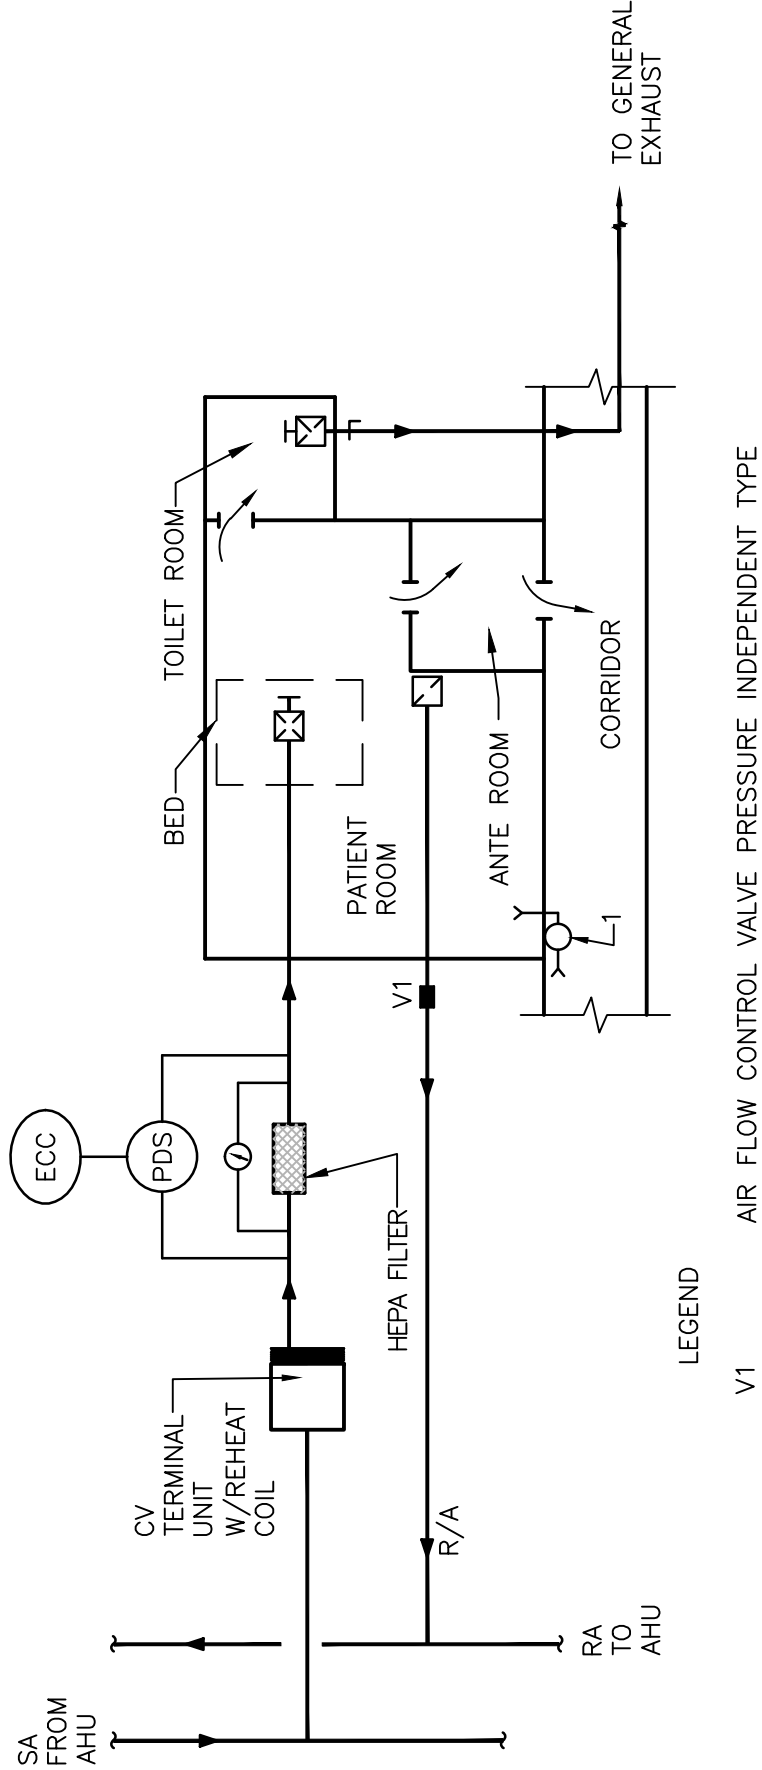 SA
FROM
AHU
RA
TO
AHU
CV
TERMINAL
UNIT
W/REHEAT
COIL
R/A
ECC
PDS
HEPA FILTER
V1
BED
PATIENT
ROOM
TOILET ROOM
ANTE ROOM
CORRIDOR
1
TO GENERAL
EXHAUST
LEGEND
V1 AIR FLOW CONTROL VALVE PRESSURE INDEPENDENT TYPE